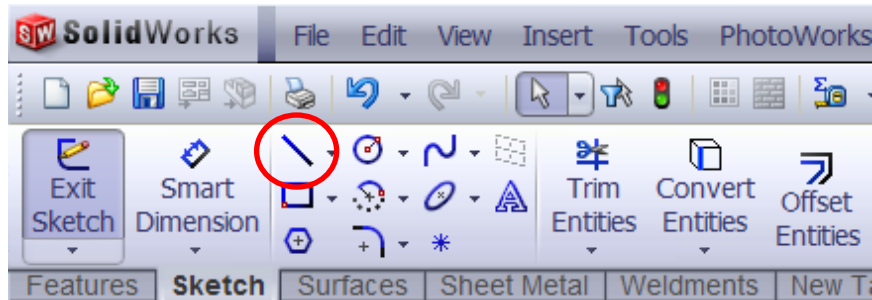 SW SolidWorks File Edit View Insert Tools PhotoWorks
Exit Sketch
Smart Dimension
Trim Entities
Convert Entities
Offset Entities
Features Sketch Surfaces Sheet Metal Weldments New